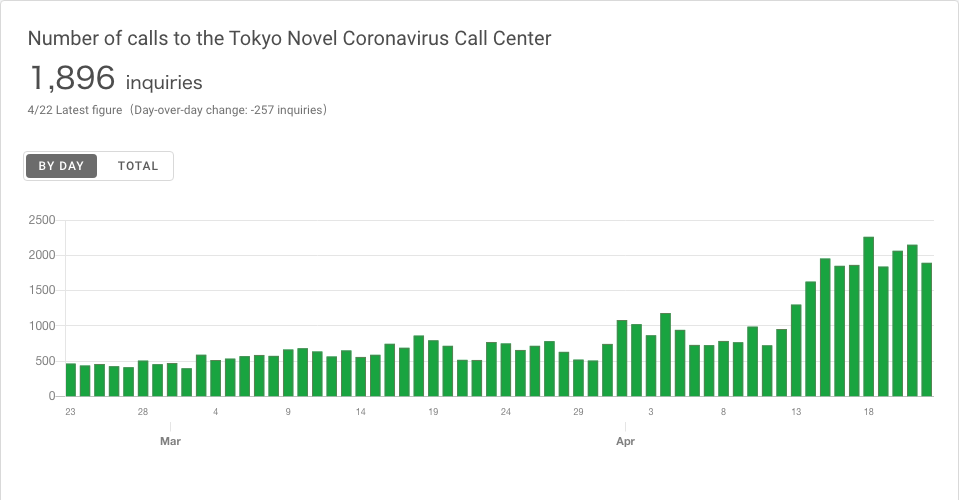 Number of calls to the Tokyo Novel Coronavirus Call Center
1,896 inquiries
4/22 Latest figure（Day-over-day change: -257 inquiries）
BY DAY TOTAL
2500
2000
1500
1000
500
0
23 28 4 9 14 19 24 29 3 8 13 18
Mar Apr